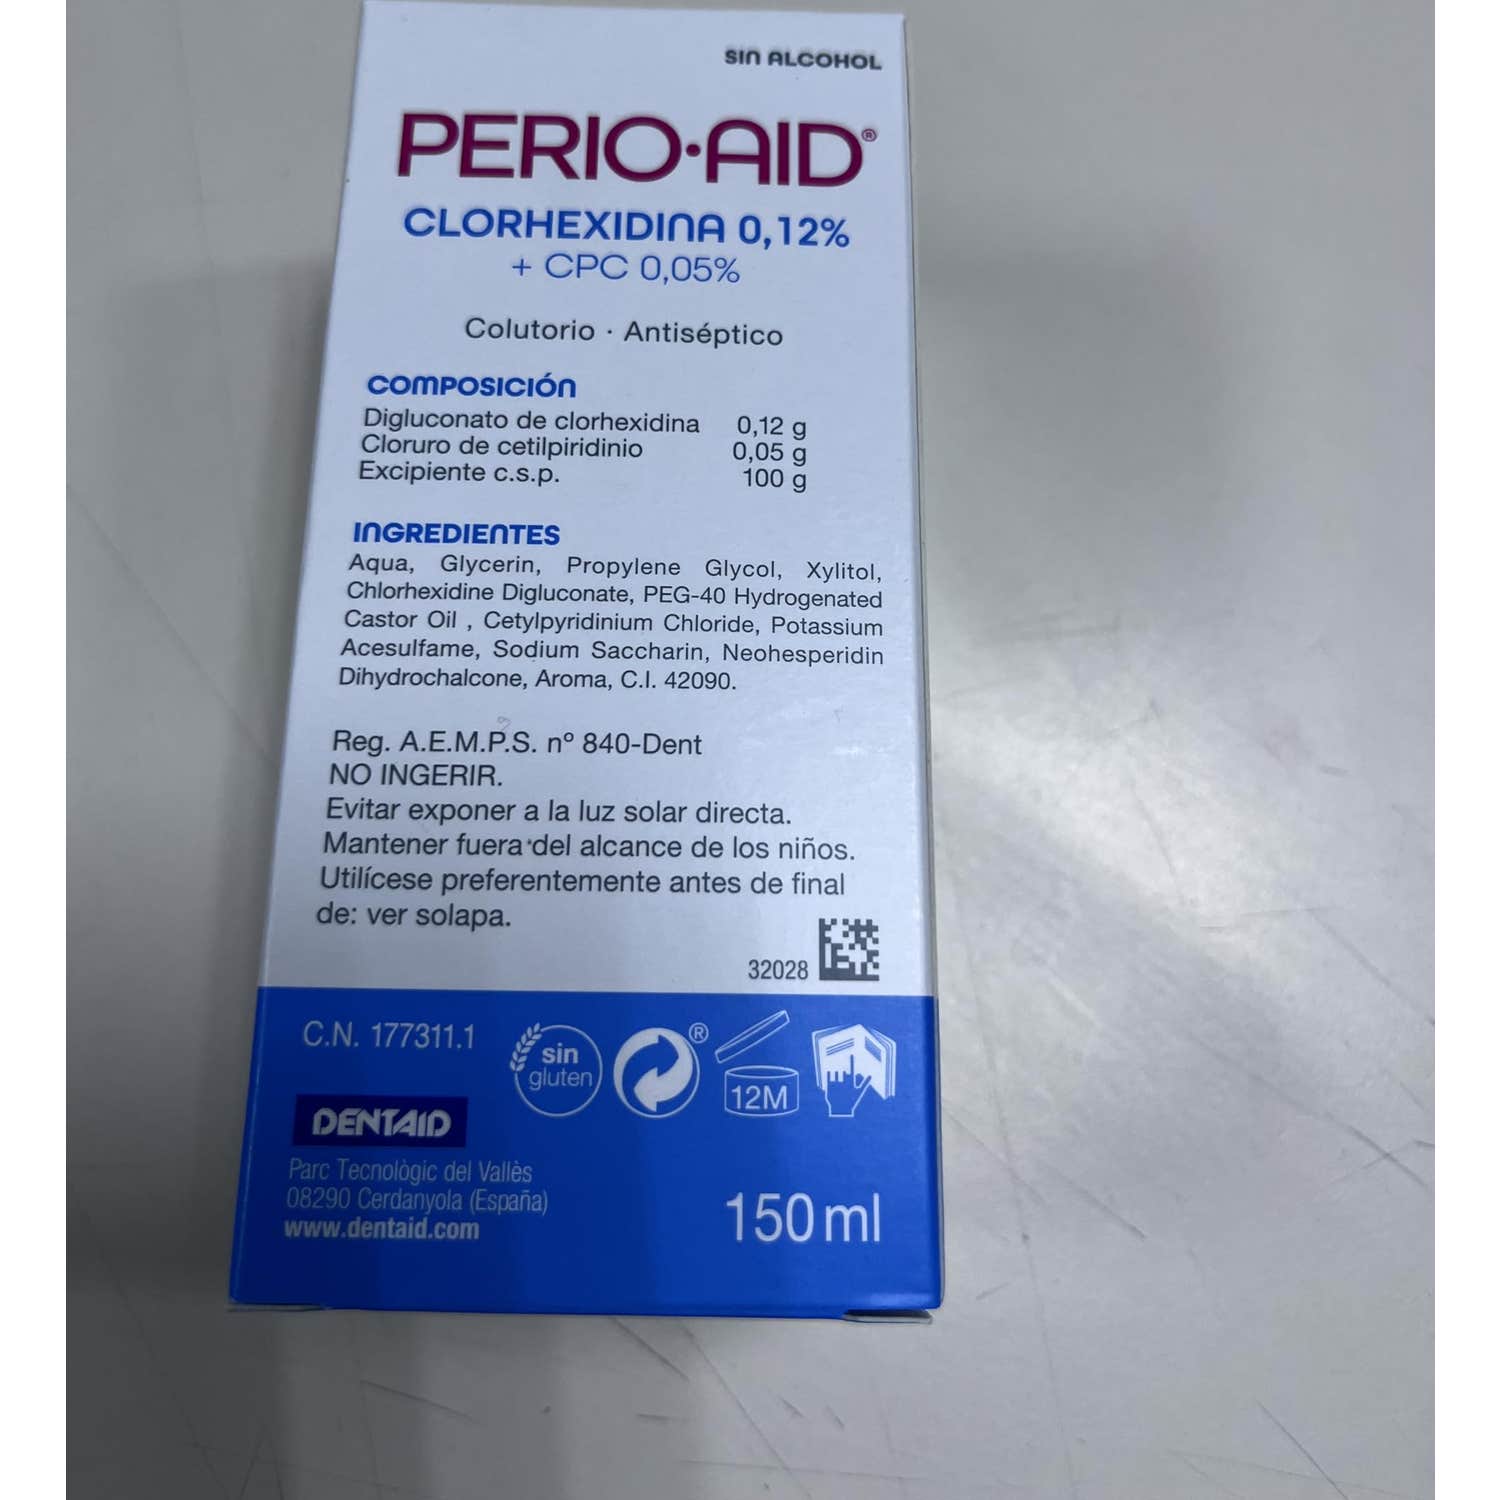 SIN ALCOHOL
PERIO·AID®
CLORHEXIDINA 0,12%
+ CPC 0,05%
Colutorio · Antiséptico
COMPOSICIÓN
Digluconato de clorhexidina 0,12 g
Cloruro de cetilpiridinio 0,05 g
Excipiente c.s.p. 100 g
INGREDIENTES
Aqua, Glycerin, Propylene Glycol, Xylitol,
Chlorhexidine Digluconate, PEG-40 Hydrogenated
Castor Oil , Cetylpyridinium Chloride, Potassium
Acesulfame, Sodium Saccharin, Neohesperidin
Dihydrochalcone, Aroma, C.I. 42090.
Reg. A.E.M.P.S. nº 840-Dent
NO INGERIR.
Evitar exponer a la luz solar directa.
Mantener fuera del alcance de los niños.
Utilícese preferentemente antes de final
de: ver solapa.
32028
C.N. 177311.1
sin
gluten
®
12M
DENTAID
Parc Tecnològic del Vallès
08290 Cerdanyola (España)
www.dentaid.com
150 ml